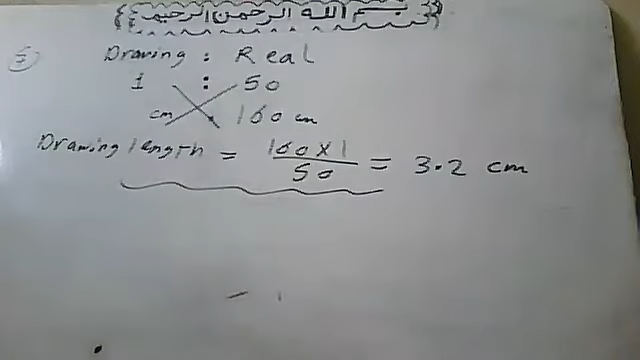 بسم الله الرحمن الرحيم
Drawing : Real
1 : 50
cm 160 cm
Drawing length = 160 x 1 / 50 = 3.2 cm